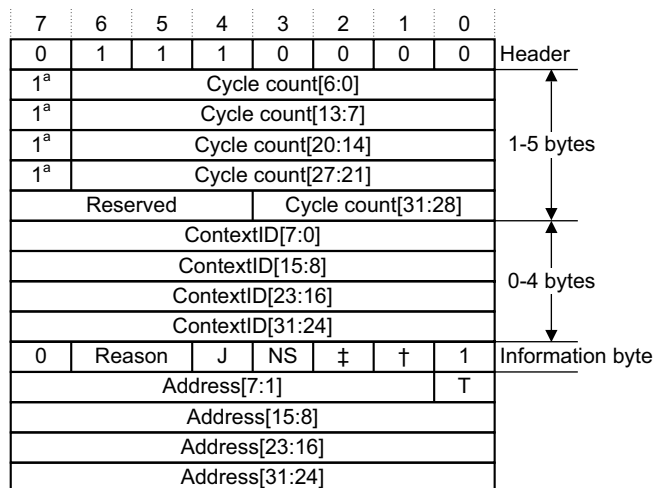 7 6 5 4 3 2 1 0
0 1 1 1 0 0 0 0 Header
1ᵃ Cycle count[6:0]
1ᵃ Cycle count[13:7]
1ᵃ Cycle count[20:14] 1-5 bytes
1ᵃ Cycle count[27:21]
Reserved Cycle count[31:28]
ContextID[7:0]
ContextID[15:8]
0-4 bytes
ContextID[23:16]
ContextID[31:24]
0 Reason J NS ‡ † 1 Information byte
Address[7:1] T
Address[15:8]
Address[23:16]
Address[31:24]